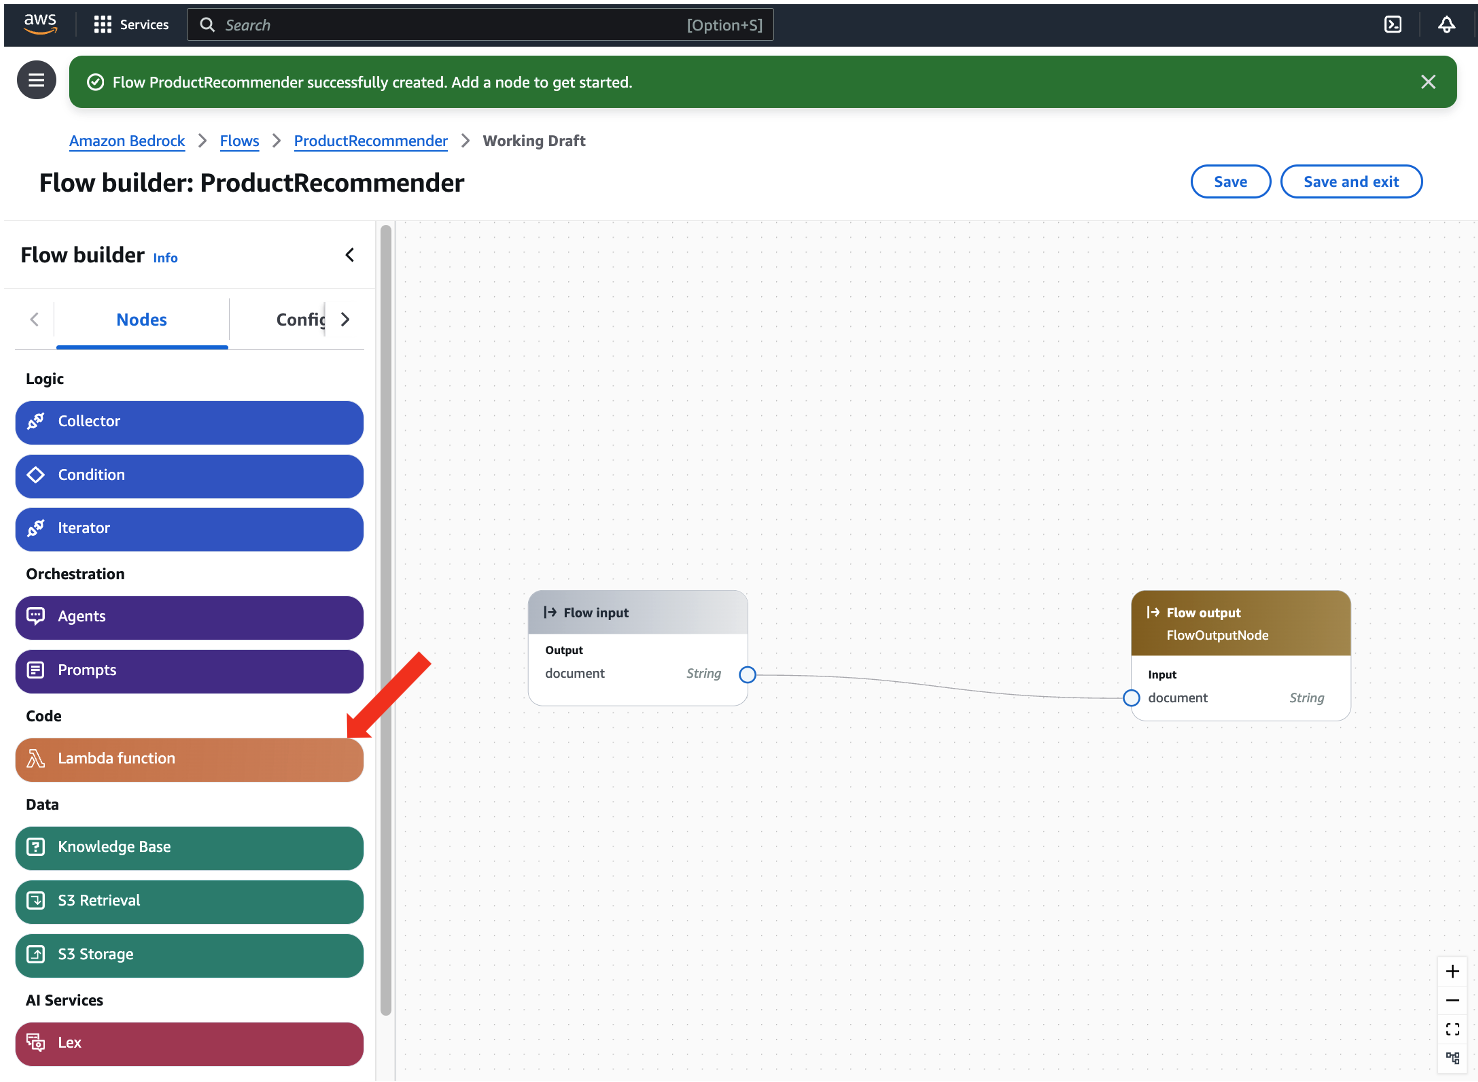 aws
Services
Search
[Option+S]
Flow ProductRecommender successfully created. Add a node to get started.
Amazon Bedrock > Flows > ProductRecommender > Working Draft
Flow builder: ProductRecommender
Save
Save and exit
Flow builder Info
Nodes
Config
Logic
Collector
Condition
Iterator
Orchestration
Agents
Prompts
Code
Lambda function
Data
Knowledge Base
S3 Retrieval
S3 Storage
AI Services
Lex
Flow input
Output
document String
Flow output
FlowOutputNode
Input
document String